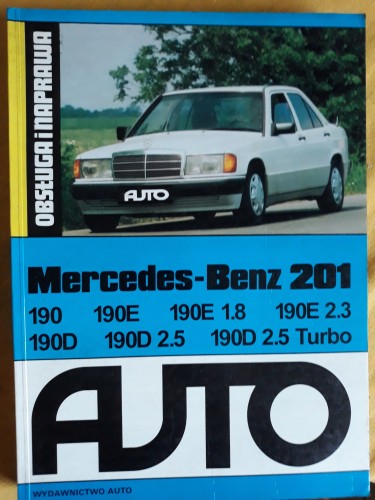 OBSŁUGA i NAPRAWA
AUTO
Mercedes-Benz 201
190 190E 190E 1.8 190E 2.3
190D 190D 2.5 190D 2.5 Turbo
AUTO
WYDAWNICTWO AUTO